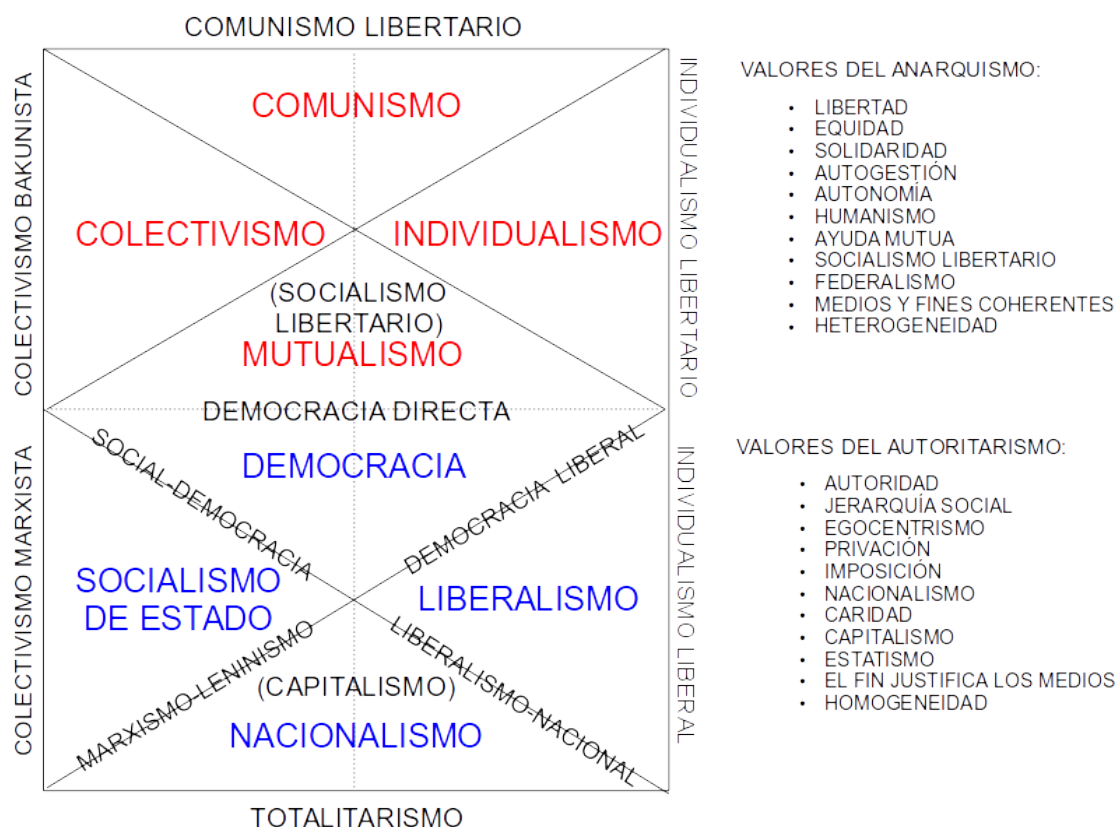 COMUNISMO LIBERTARIO
COLECTIVISMO BAKUNISTA
COMUNISMO
COLECTIVISMO
INDIVIDUALISMO
(SOCIALISMO
LIBERTARIO)
MUTUALISMO
INDIVIDUALISMO LIBERTARIO
DEMOCRACIA DIRECTA
COLECTIVISMO MARXISTA
SOCIAL-DEMOCRACIA
DEMOCRACIA
DEMOCRACIA LIBERAL
SOCIALISMO
DE ESTADO
LIBERALISMO
MARXISMO-LENINISMO
LIBERALISMO-NACIONAL
(CAPITALISMO)
NACIONALISMO
INDIVIDUALISMO LIBERAL
TOTALITARISMO
VALORES DEL ANARQUISMO:
• LIBERTAD
• EQUIDAD
• SOLIDARIDAD
• AUTOGESTIÓN
• AUTONOMÍA
• HUMANISMO
• AYUDA MUTUA
• SOCIALISMO LIBERTARIO
• FEDERALISMO
• MEDIOS Y FINES COHERENTES
• HETEROGENEIDAD
VALORES DEL AUTORITARISMO:
• AUTORIDAD
• JERARQUÍA SOCIAL
• EGOCENTRISMO
• PRIVACIÓN
• IMPOSICIÓN
• NACIONALISMO
• CARIDAD
• CAPITALISMO
• ESTATISMO
• EL FIN JUSTIFICA LOS MEDIOS
• HOMOGENEIDAD